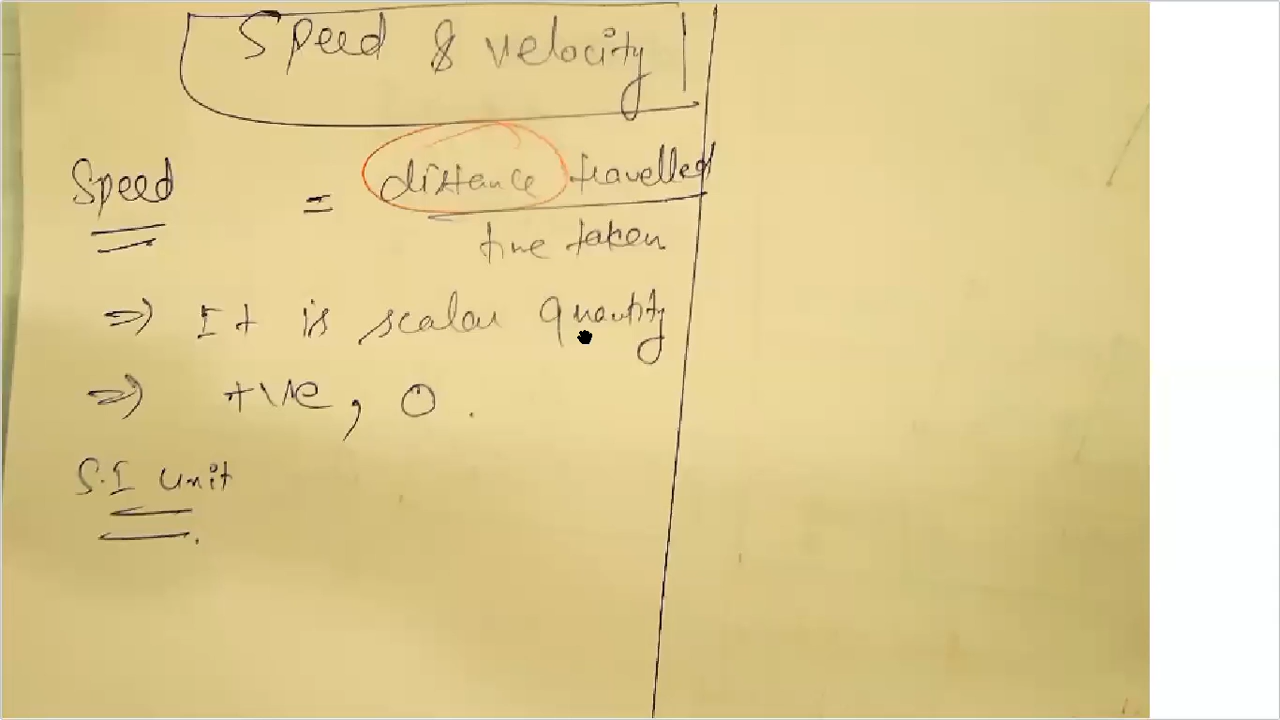 Speed & velocity
Speed = distance travelled
time taken
⇒ It is scalar quantity
⇒ +ve, 0.
S.I unit